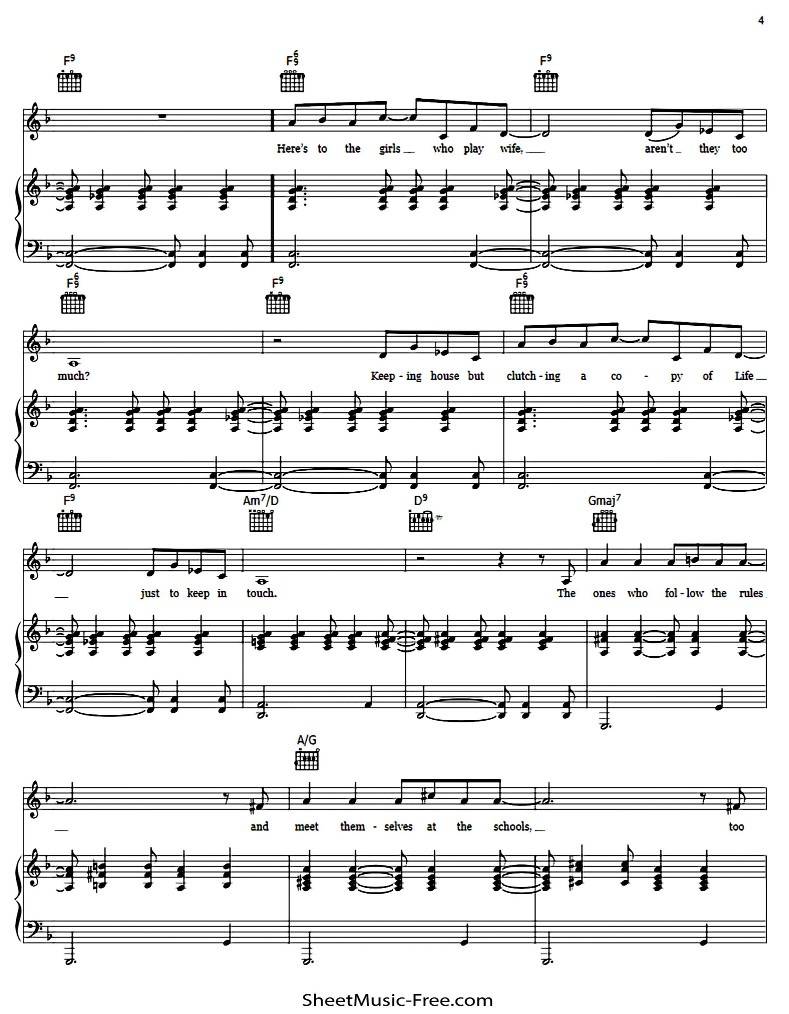 4
F9 F6/9 F9
Here's to the girls who play wife, aren't they too
F6/9 F9 F6/9
much? Keep - ing house but clutch - ing a co - py of Life
F9 Am7/D D9 Gmaj7
just to keep in touch. The ones who fol - low the rules
A/G
and meet them - selves at the schools, too
SheetMusic-Free.com